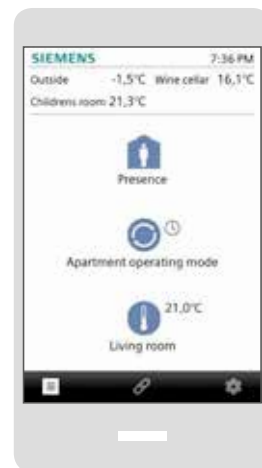 SIEMENS 7:36 PM
Outside -1,5°C Wine cellar 16,1°C
Childrens room 21,3°C
Presence
Apartment operating mode
21,0°C
Living room